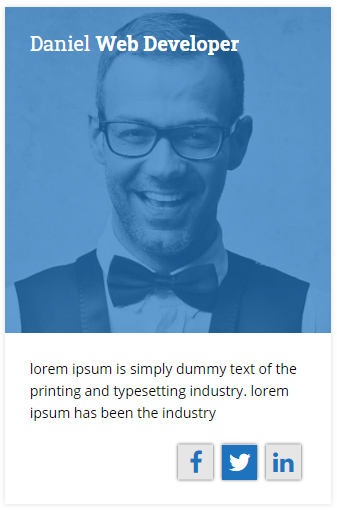 Daniel Web Developer
lorem ipsum is simply dummy text of the
printing and typesetting industry. lorem
ipsum has been the industry